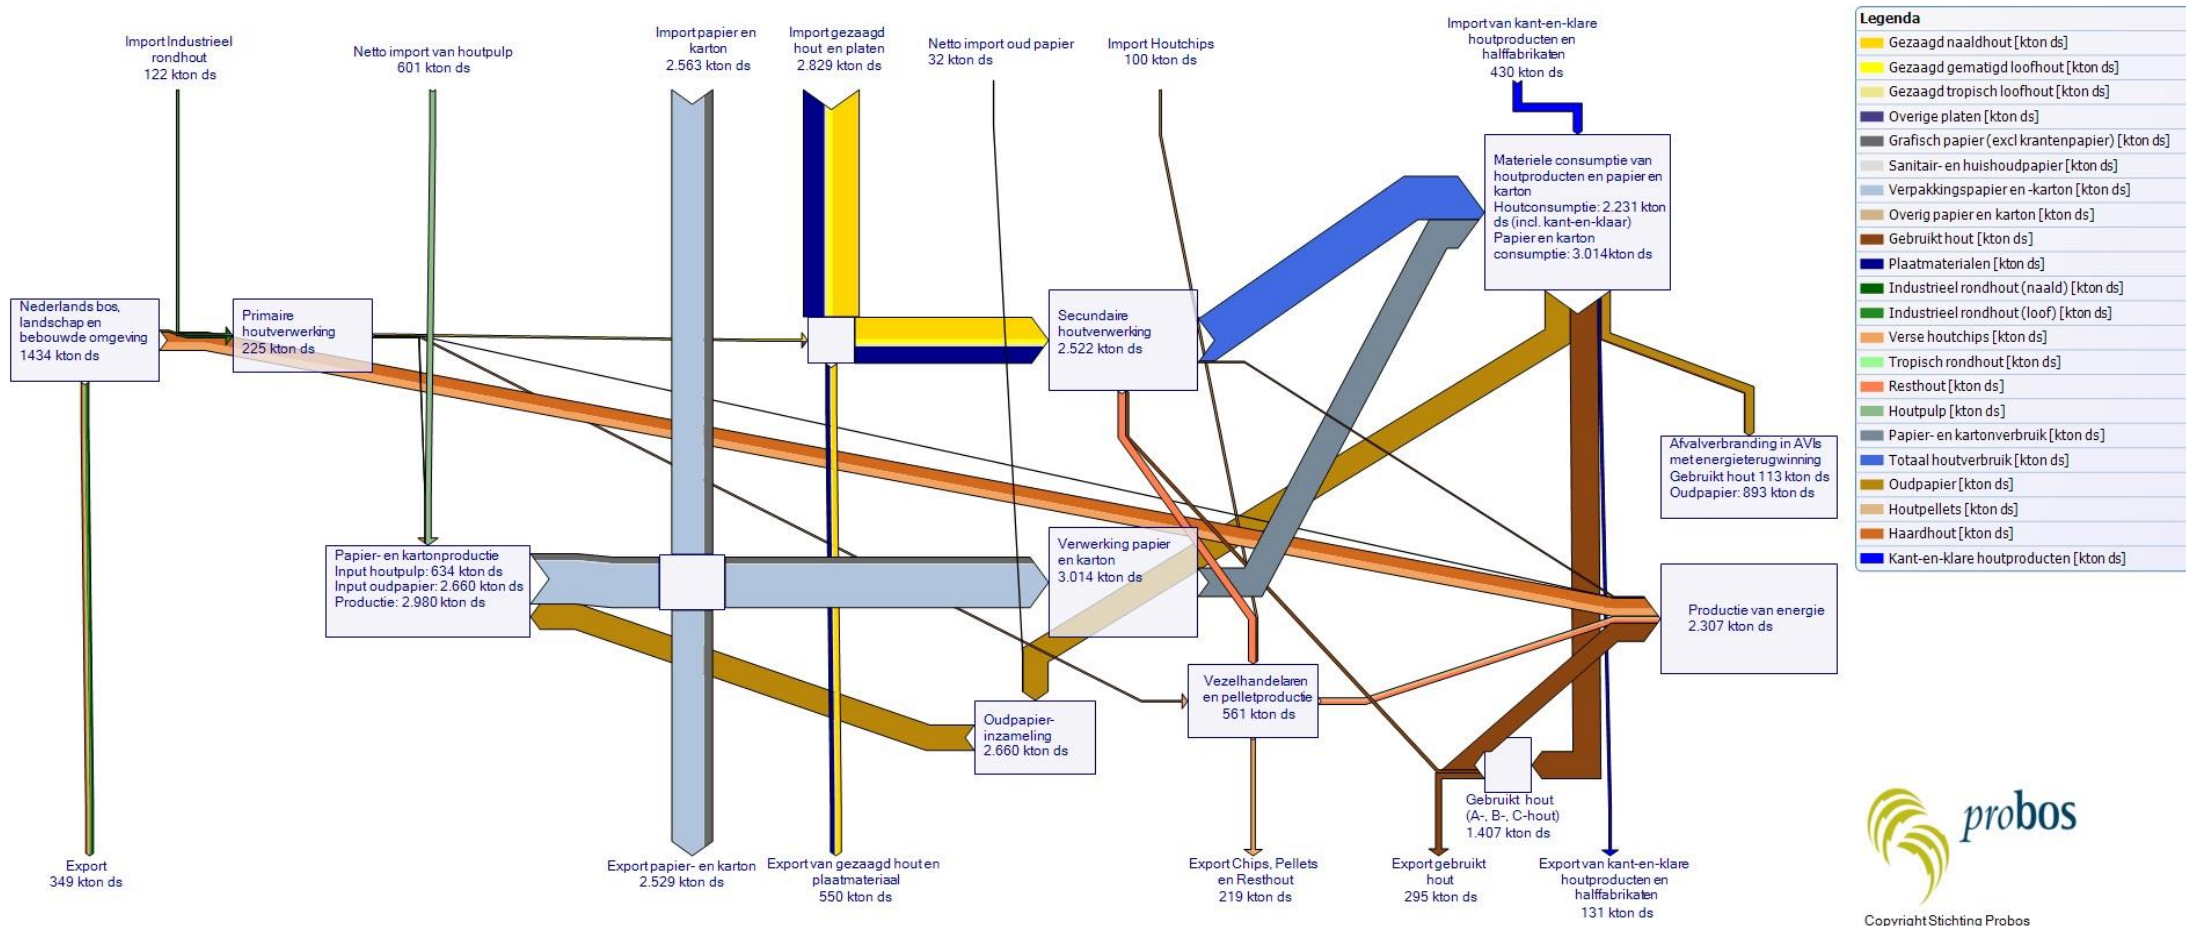 Import Industrieel
rondhout
122 kton ds
Netto import van houtpulp
601 kton ds
Import papier en
karton
2.563 kton ds
Import gezaagd
hout en platen
2.829 kton ds
Netto import oud papier
32 kton ds
Import Houtchips
100 kton ds
Import van kant-en-klare
houtproducten en
halffabrikaten
430 kton ds
Nederlands bos,
landschap en
bebouwde omgeving
1434 kton ds
Primaire
houtverwerking
225 kton ds
Secundaire
houtverwerking
2.522 kton ds
Materiele consumptie van
houtproducten en papier en
karton
Houtconsumptie: 2.231 kton
ds (incl. kant-en-klaar)
Papier en karton
consumptie: 3.014kton ds
Afvalverbranding in AVIs
met energieterugwinning
Gebruikt hout 113 kton ds
Oudpapier: 893 kton ds
Papier- en kartonproductie
Input houtpulp: 634 kton ds
Input oudpapier: 2.660 kton ds
Productie: 2.980 kton ds
Verwerking papier
en karton
3.014 kton ds
Productie van energie
2.307 kton ds
Oudpapier-
inzameling
2.660 kton ds
Vezelhandelaren
en pelletproductie
561 kton ds
Gebruikt hout
(A-, B-, C-hout)
1.407 kton ds
Export
349 kton ds
Export papier- en karton
2.529 kton ds
Export van gezaagd hout en
plaatmateriaal
550 kton ds
Export Chips, Pellets
en Resthout
219 kton ds
Export gebruikt
hout
295 kton ds
Export van kant-en-klare
houtproducten en
halffabrikaten
131 kton ds
Legenda
Gezaagd naaldhout [kton ds]
Gezaagd gematigd loofhout [kton ds]
Gezaagd tropisch loofhout [kton ds]
Overige platen [kton ds]
Grafisch papier (excl krantenpapier) [kton ds]
Sanitair- en huishoudpapier [kton ds]
Verpakkingspapier en -karton [kton ds]
Overig papier en karton [kton ds]
Gebruikt hout [kton ds]
Plaatmaterialen [kton ds]
Industrieel rondhout (naald) [kton ds]
Industrieel rondhout (loof) [kton ds]
Verse houtchips [kton ds]
Tropisch rondhout [kton ds]
Resthout [kton ds]
Houtpulp [kton ds]
Papier- en kartonverbruik [kton ds]
Totaal houtverbruik [kton ds]
Oudpapier [kton ds]
Houtpellets [kton ds]
Haardhout [kton ds]
Kant-en-klare houtproducten [kton ds]
probos
Copyright Stichting Probos